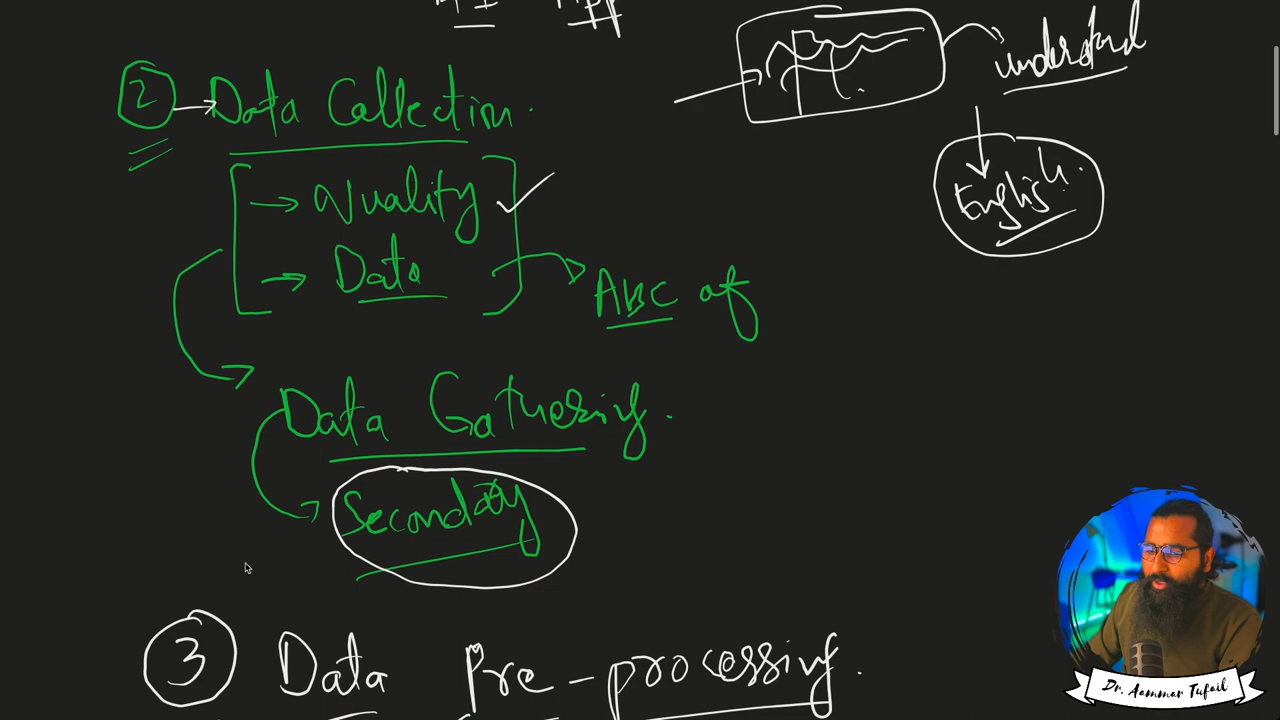 understand
② → Data Collection.
→ Quality ✓
English.
→ Data
ABC of
Data Gathering.
Secondary
③ Data Pre-processing.
Dr. Aammar Tufail